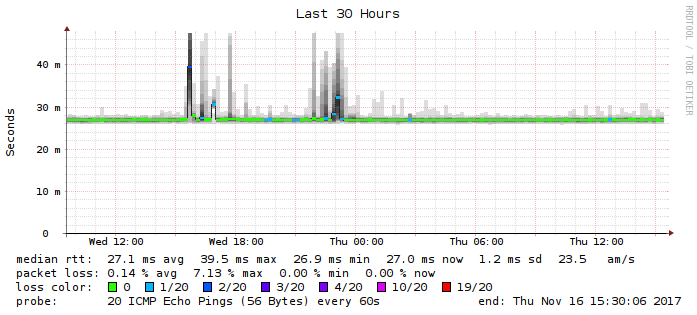 Last 30 Hours
RRDTOOL / TOBI OETIKER
Seconds
40 m
30 m
20 m
10 m
0
Wed 12:00 Wed 18:00 Thu 00:00 Thu 06:00 Thu 12:00
median rtt: 27.1 ms avg 39.5 ms max 26.9 ms min 27.0 ms now 1.2 ms sd 23.5 am/s
packet loss: 0.14 % avg 7.13 % max 0.00 % min 0.00 % now
loss color: 0 1/20 2/20 3/20 4/20 10/20 19/20
probe: 20 ICMP Echo Pings (56 Bytes) every 60s end: Thu Nov 16 15:30:06 2017